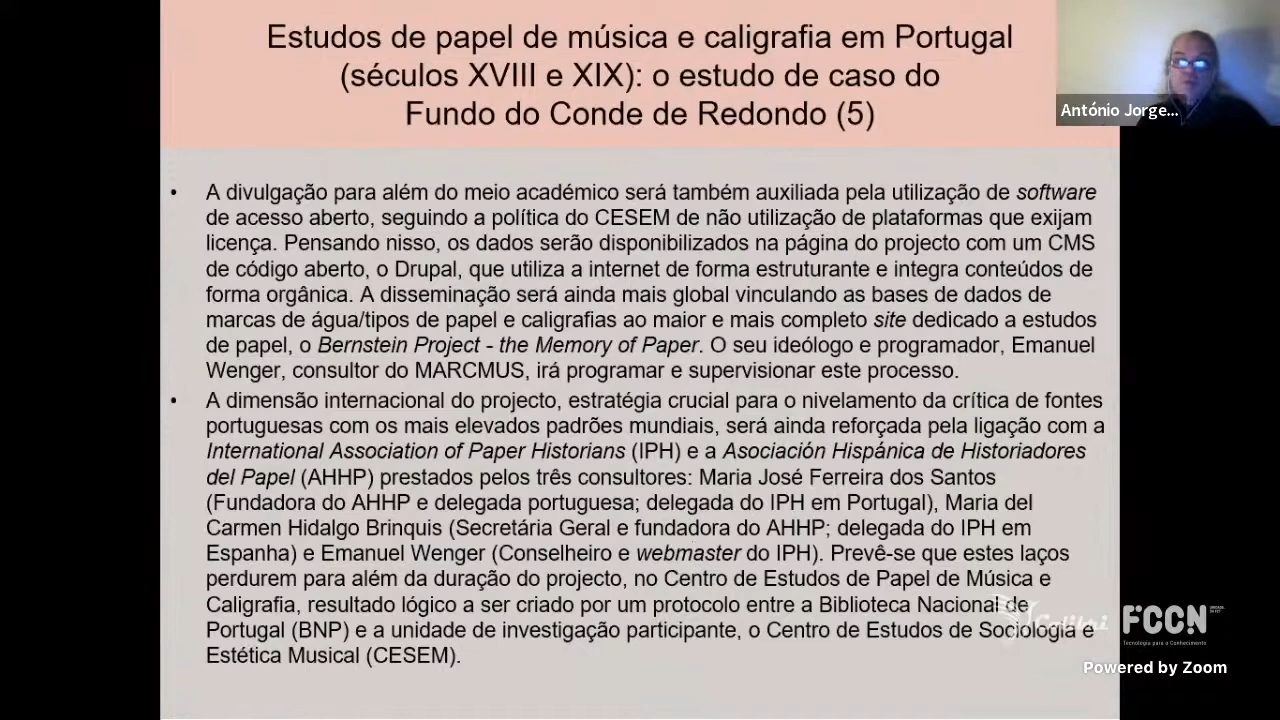 Estudos de papel de música e caligrafia em Portugal
(séculos XVIII e XIX): o estudo de caso do
Fundo do Conde de Redondo (5)
António Jorge...
• A divulgação para além do meio académico será também auxiliada pela utilização de software
de acesso aberto, seguindo a política do CESEM de não utilização de plataformas que exijam
licença. Pensando nisso, os dados serão disponibilizados na página do projecto com um CMS
de código aberto, o Drupal, que utiliza a internet de forma estruturante e integra conteúdos de
forma orgânica. A disseminação será ainda mais global vinculando as bases de dados de
marcas de água/tipos de papel e caligrafias ao maior e mais completo site dedicado a estudos
de papel, o Bernstein Project - the Memory of Paper. O seu ideólogo e programador, Emanuel
Wenger, consultor do MARCMUS, irá programar e supervisionar este processo.
• A dimensão internacional do projecto, estratégia crucial para o nivelamento da crítica de fontes
portuguesas com os mais elevados padrões mundiais, será ainda reforçada pela ligação com a
International Association of Paper Historians (IPH) e a Asociación Hispánica de Historiadores
del Papel (AHHP) prestados pelos três consultores: Maria José Ferreira dos Santos
(Fundadora do AHHP e delegada portuguesa; delegada do IPH em Portugal), Maria del
Carmen Hidalgo Brinquis (Secretária Geral e fundadora do AHHP; delegada do IPH em
Espanha) e Emanuel Wenger (Conselheiro e webmaster do IPH). Prevê-se que estes laços
perdurem para além da duração do projecto, no Centro de Estudos de Papel de Música e
Caligrafia, resultado lógico a ser criado por um protocolo entre a Biblioteca Nacional de
Portugal (BNP) e a unidade de investigação participante, o Centro de Estudos de Sociologia e
Estética Musical (CESEM).
Colibri FCCN
Tecnologia para o Conhecimento
Powered by Zoom